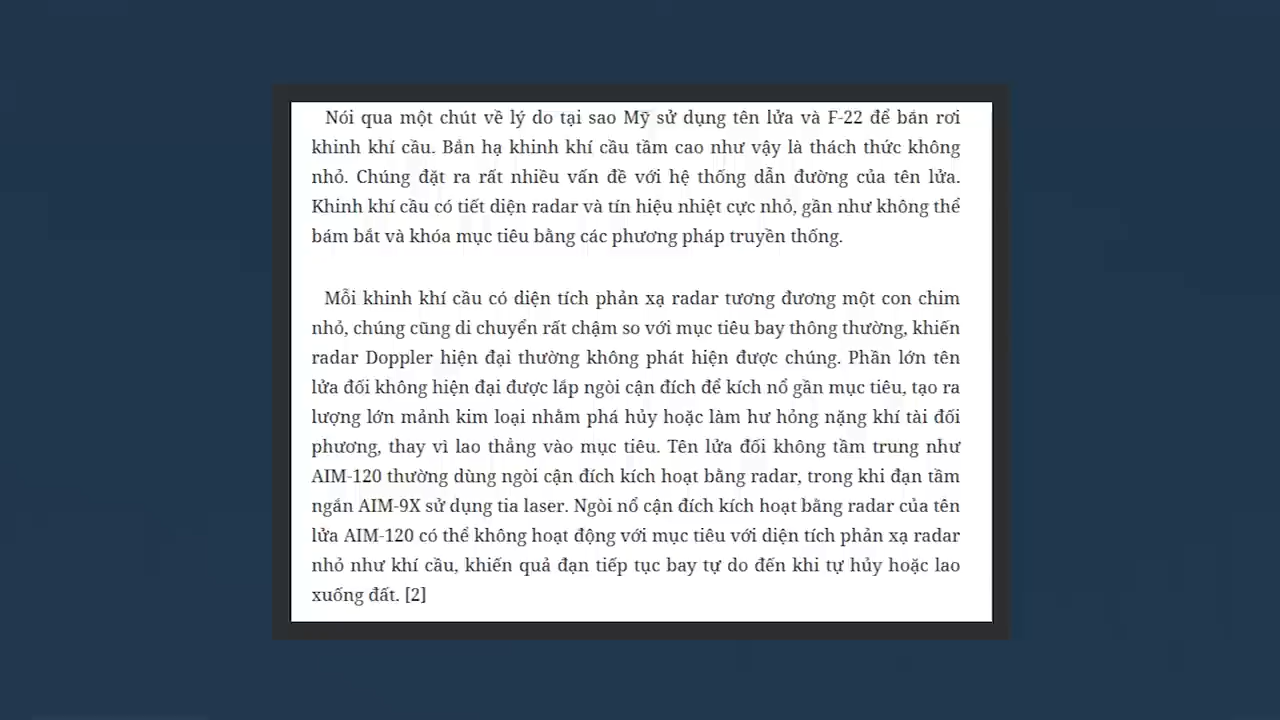 Nói qua một chút về lý do tại sao Mỹ sử dụng tên lửa và F-22 để bắn rơi
khinh khí cầu. Bắn hạ khinh khí cầu tầm cao như vậy là thách thức không
nhỏ. Chúng đặt ra rất nhiều vấn đề với hệ thống dẫn đường của tên lửa.
Khinh khí cầu có tiết diện radar và tín hiệu nhiệt cực nhỏ, gần như không thể
bám bắt và khóa mục tiêu bằng các phương pháp truyền thống.
Mỗi khinh khí cầu có diện tích phản xạ radar tương đương một con chim
nhỏ, chúng cũng di chuyển rất chậm so với mục tiêu bay thông thường, khiến
radar Doppler hiện đại thường không phát hiện được chúng. Phần lớn tên
lửa đối không hiện đại được lắp ngòi cận đích để kích nổ gần mục tiêu, tạo ra
lượng lớn mảnh kim loại nhằm phá hủy hoặc làm hư hỏng nặng khí tài đối
phương, thay vì lao thẳng vào mục tiêu. Tên lửa đối không tầm trung như
AIM-120 thường dùng ngòi cận đích kích hoạt bằng radar, trong khi đạn tầm
ngắn AIM-9X sử dụng tia laser. Ngòi nổ cận đích kích hoạt bằng radar của tên
lửa AIM-120 có thể không hoạt động với mục tiêu với diện tích phản xạ radar
nhỏ như khí cầu, khiến quả đạn tiếp tục bay tự do đến khi tự hủy hoặc lao
xuống đất. [2]